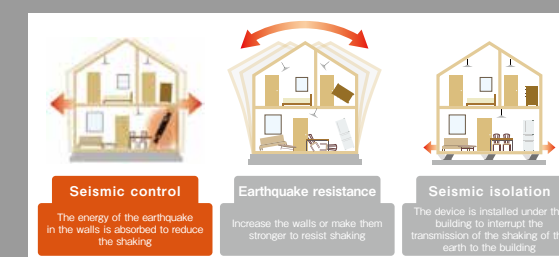 Seismic control
The energy of the earthquake
in the walls is absorbed to reduce
the shaking
Earthquake resistance
Increase the walls or make them
stronger to resist shaking
Seismic isolation
The device is installed under
building to interrupt the
transmission of the shaking of
earth to the building